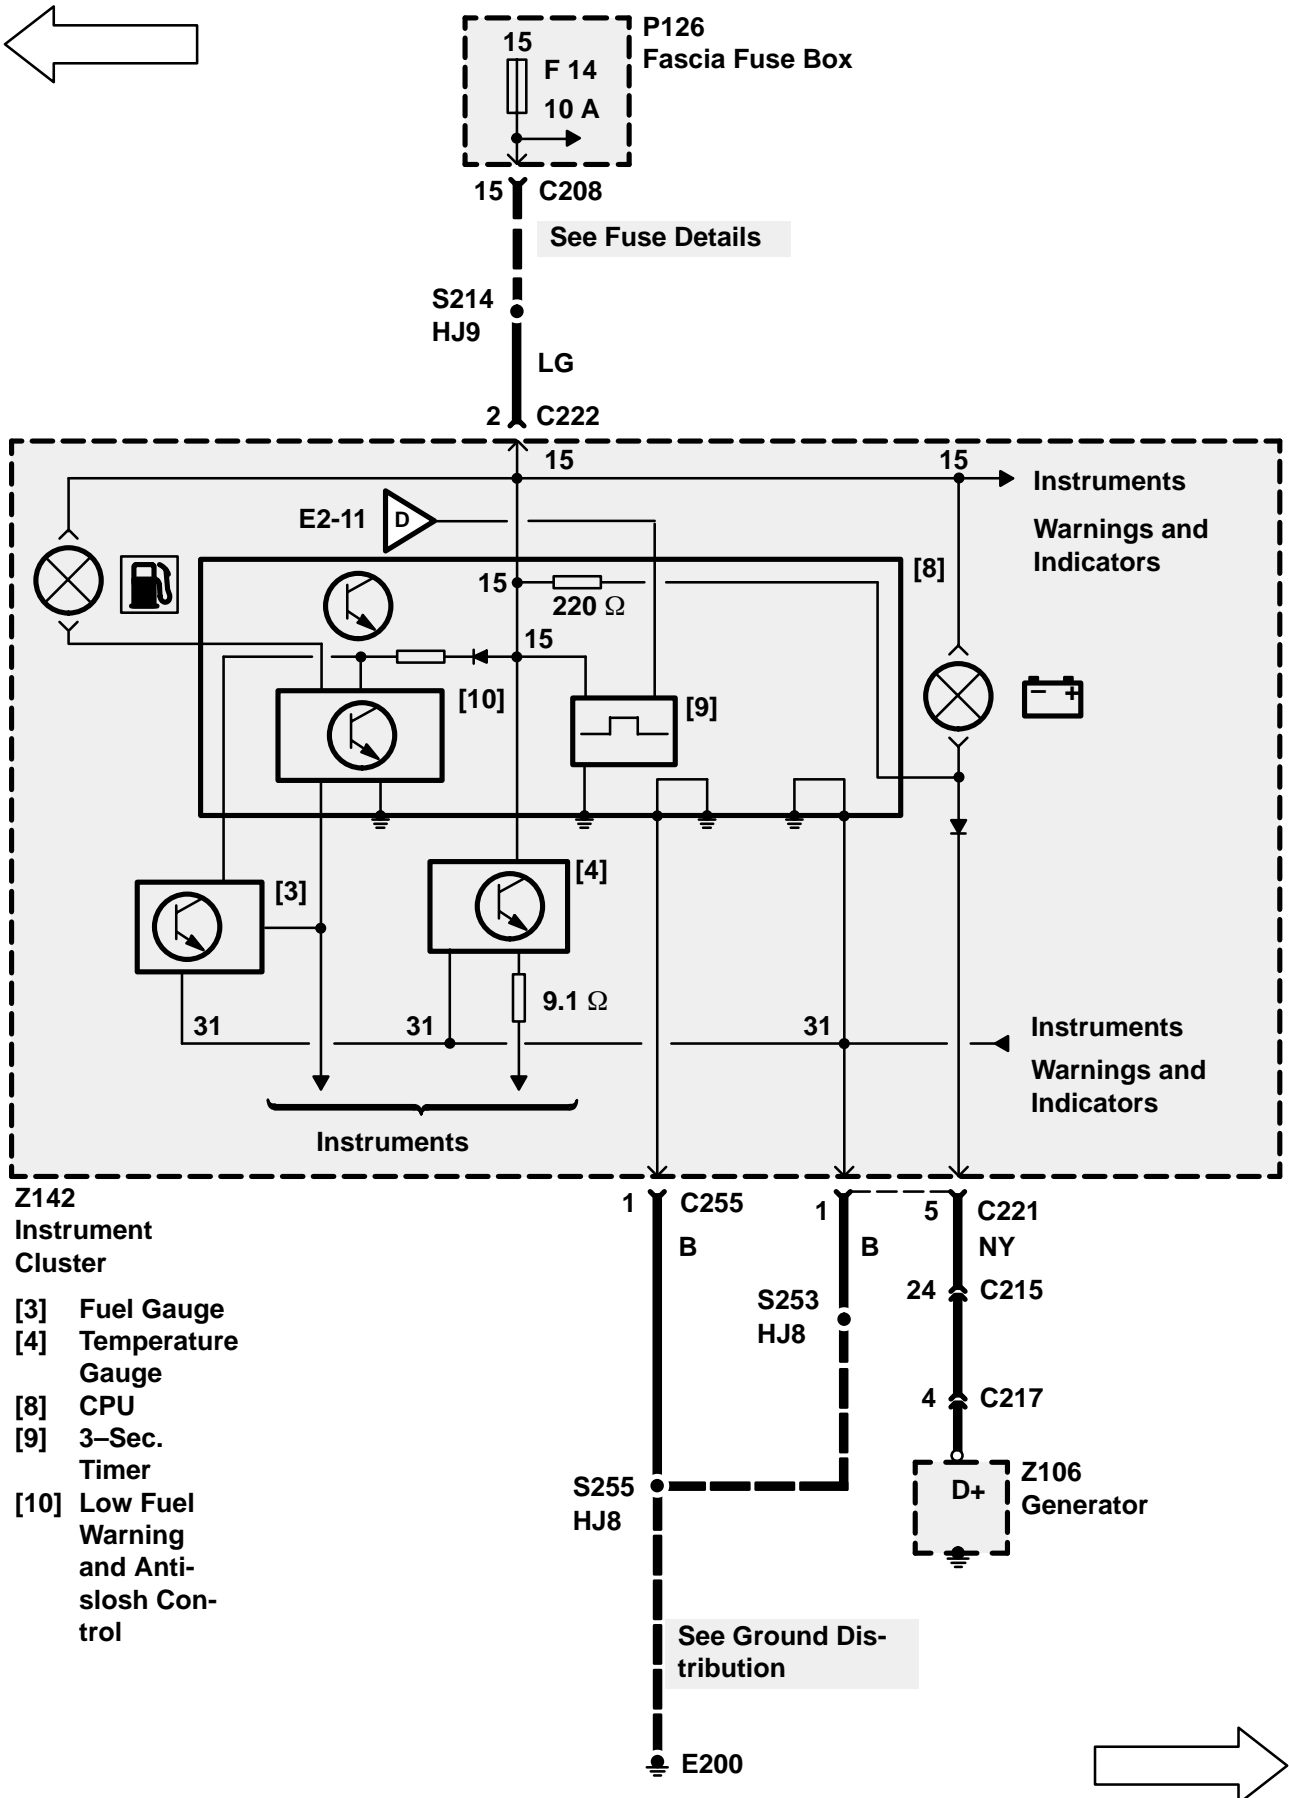 P126
Fascia Fuse Box
15
F 14
10 A
15 C208
See Fuse Details
S214
HJ9
LG
2 C222
15
15
Instruments
Warnings and
Indicators
E2-11
D
[8]
15
220 Ω
15
[10]
[9]
– +
[3]
[4]
9.1 Ω
31
31
31
Instruments
Warnings and
Indicators
Instruments
Z142
Instrument
Cluster
[3] Fuel Gauge
[4] Temperature
Gauge
[8] CPU
[9] 3–Sec.
Timer
[10] Low Fuel
Warning
and Anti-
slosh Con-
trol
1 C255
B
1
B
5 C221
NY
24 C215
S253
HJ8
4 C217
S255
HJ8
D+
Z106
Generator
See Ground Dis-
tribution
E200